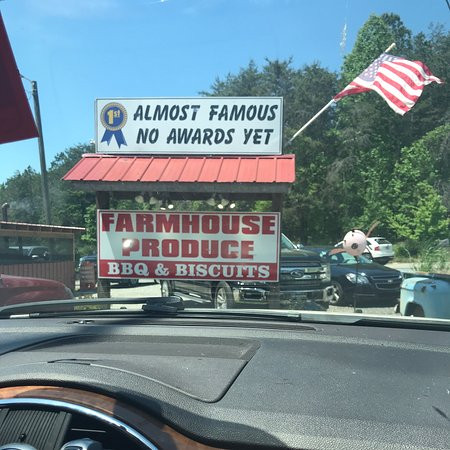 1st
ALMOST FAMOUS
NO AWARDS YET
FARMHOUSE
PRODUCE
BBQ & BISCUITS